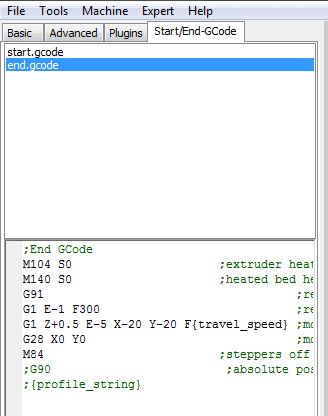 File Tools Machine Expert Help
Basic Advanced Plugins Start/End-GCode
start.gcode
end.gcode
;End GCode
M104 S0 ;extruder heat
M140 S0 ;heated bed he
G91 ;re
G1 E-1 F300 ;re
G1 Z+0.5 E-5 X-20 Y-20 F{travel_speed} ;mo
G28 X0 Y0 ;mo
M84 ;steppers off
;G90 ;absolute pos
;{profile_string}